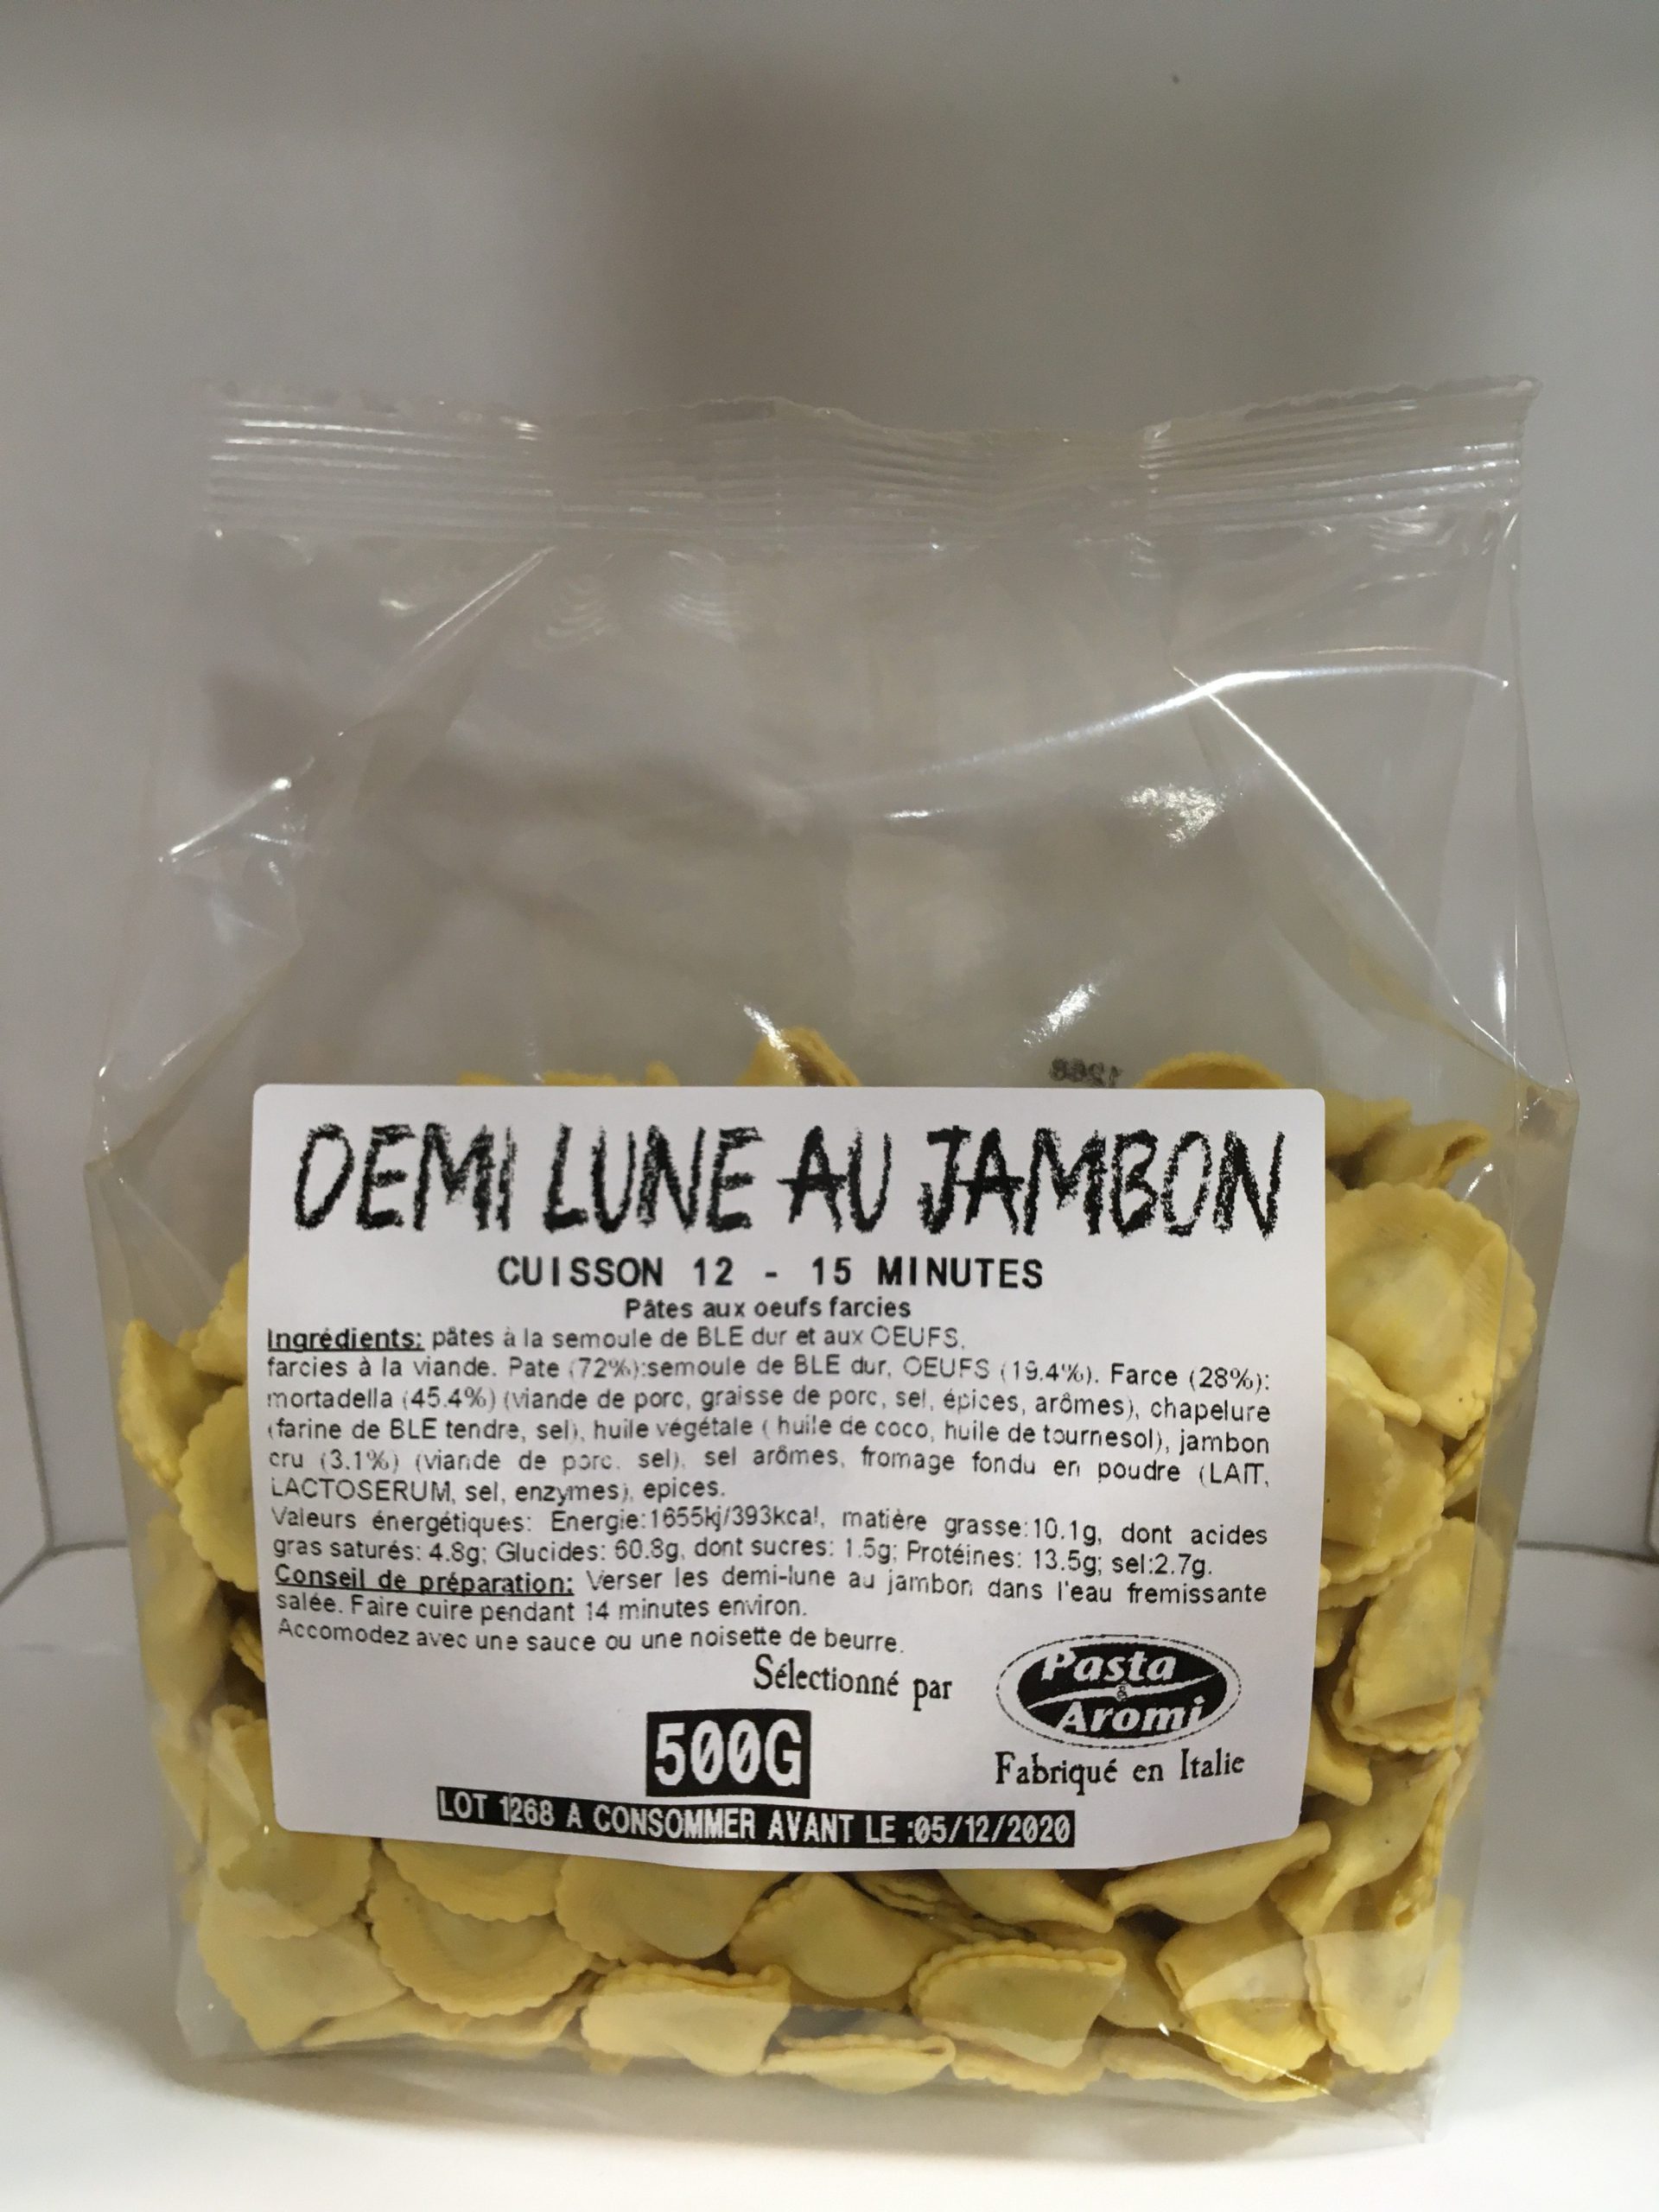 1268
DEMI LUNE AU JAMBON
CUISSON 12 - 15 MINUTES
Pâtes aux oeufs farcies
Ingrédients: pâtes à la semoule de BLE dur et aux OEUFS,
farcies à la viande. Pate (72%):semoule de BLE dur, OEUFS (19.4%). Farce (28%):
mortadella (45.4%) (viande de porc, graisse de porc, sel, épices, arômes), chapelure
(farine de BLE tendre, sel), huile végétale ( huile de coco, huile de tournesol), jambon
cru (3.1%) (viande de porc, sel), sel arômes, fromage fondu en poudre (LAIT,
LACTOSERUM, sel, enzymes), epices.
Valeurs énergétiques: Energie:1655kj/393kcal, matière grasse:10.1g, dont acides
gras saturés: 4.8g; Glucides: 60.8g, dont sucres: 1.5g; Protéines: 13.5g; sel:2.7g.
Conseil de préparation: Verser les demi-lune au jambon dans l'eau fremissante
salée. Faire cuire pendant 14 minutes environ.
Accomodez avec une sauce ou une noisette de beurre.
Sélectionné par
Pasta
&
Aromi
500G
Fabriqué en Italie
LOT 1268 A CONSOMMER AVANT LE :05/12/2020